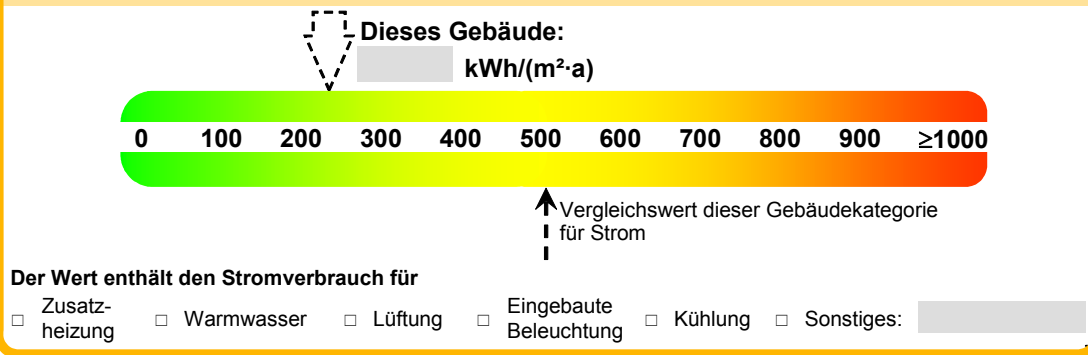 Dieses Gebäude:
kWh/(m²·a)
0 100 200 300 400 500 600 700 800 900 ≥1000
Vergleichswert dieser Gebäudekategorie
für Strom
Der Wert enthält den Stromverbrauch für
□ Zusatz-
heizung
□ Warmwasser
□ Lüftung
□ Eingebaute
Beleuchtung
□ Kühlung
□ Sonstiges: